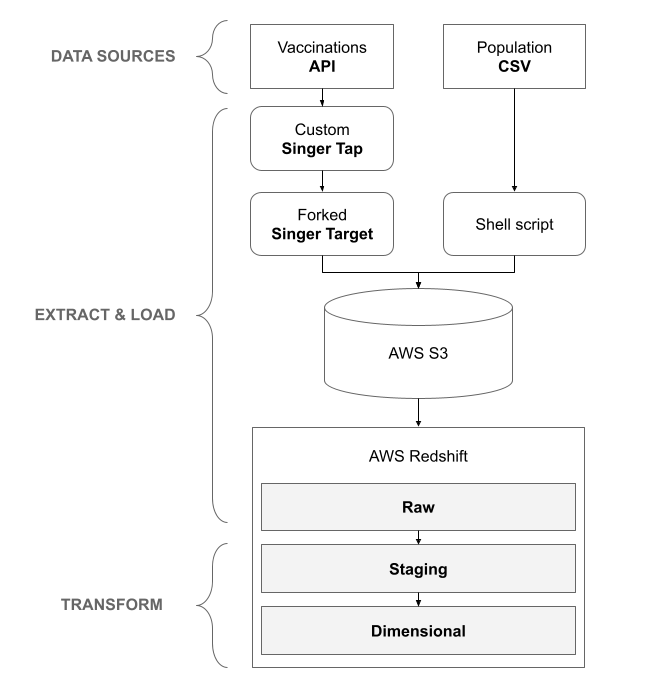 DATA SOURCES
Vaccinations
API
Population
CSV
EXTRACT & LOAD
Custom
Singer Tap
Forked
Singer Target
Shell script
AWS S3
AWS Redshift
Raw
TRANSFORM
Staging
Dimensional